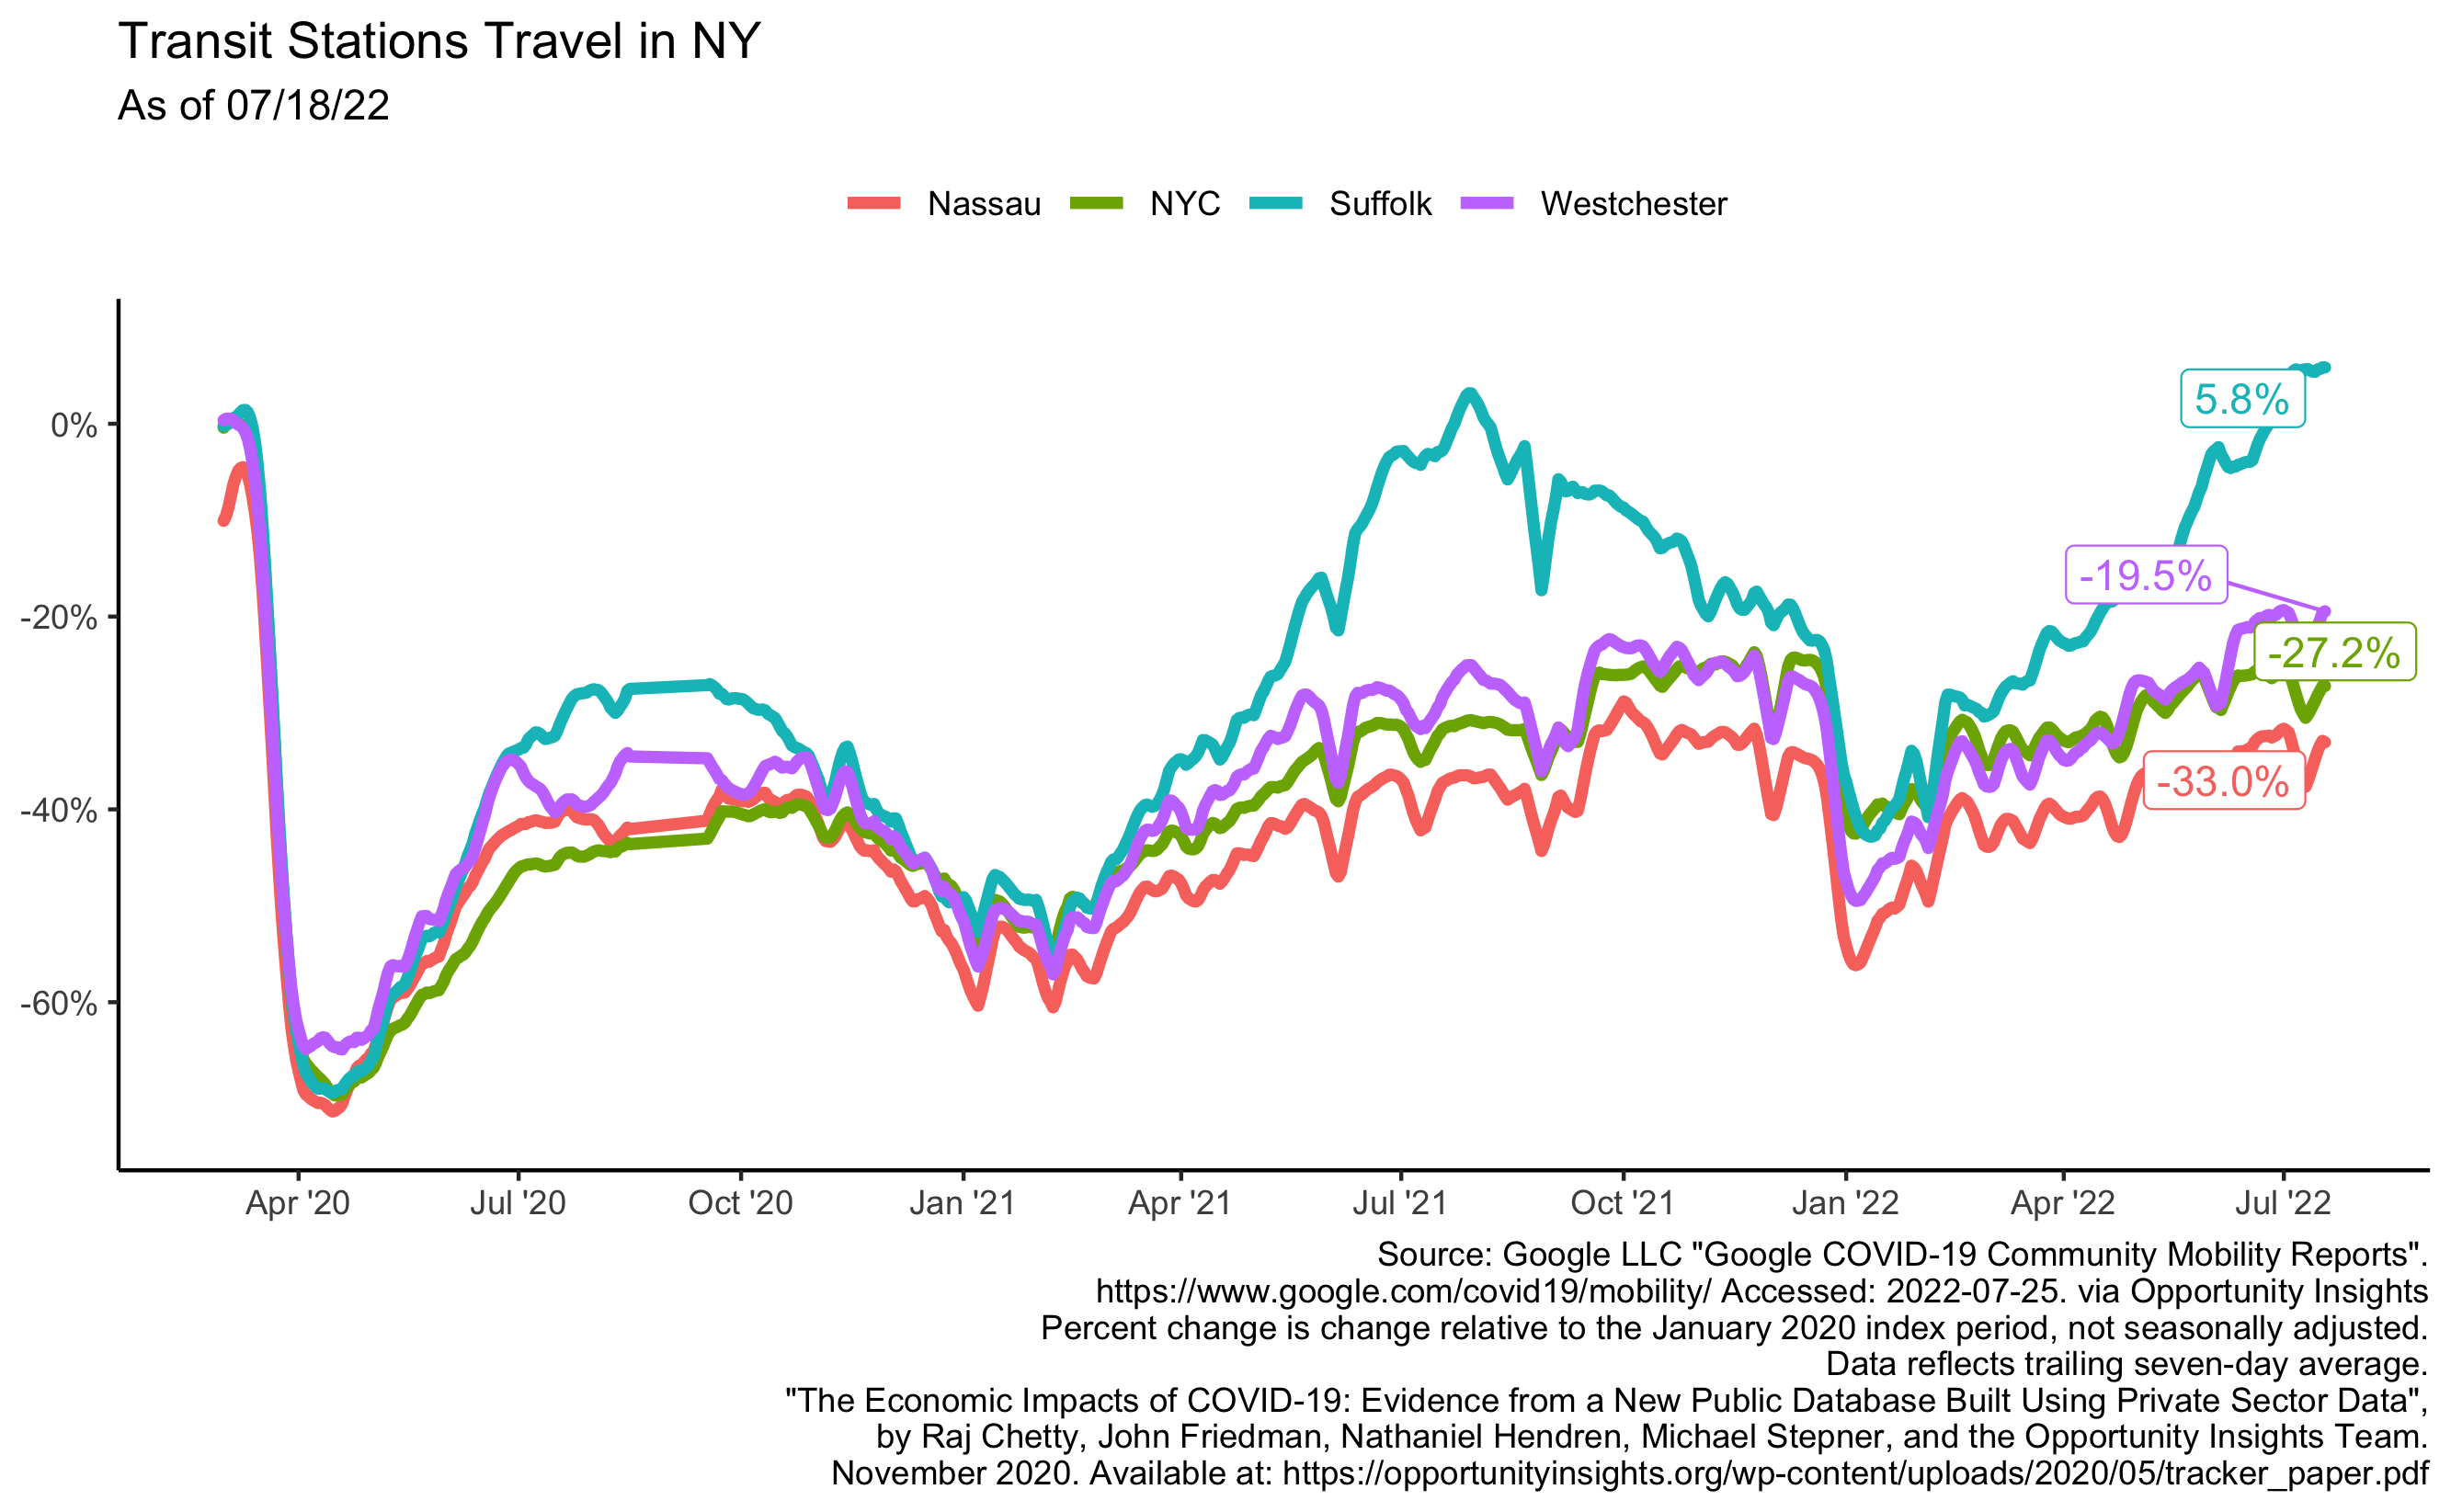 Transit Stations Travel in NY
As of 07/18/22
Nassau NYC Suffolk Westchester
0%
-20%
-40%
-60%
5.8%
-19.5%
-27.2%
-33.0%
Apr '20 Jul '20 Oct '20 Jan '21 Apr '21 Jul '21 Oct '21 Jan '22 Apr '22 Jul '22
Source: Google LLC "Google COVID-19 Community Mobility Reports".
https://www.google.com/covid19/mobility/ Accessed: 2022-07-25. via Opportunity Insights
Percent change is change relative to the January 2020 index period, not seasonally adjusted.
Data reflects trailing seven-day average.
"The Economic Impacts of COVID-19: Evidence from a New Public Database Built Using Private Sector Data",
by Raj Chetty, John Friedman, Nathaniel Hendren, Michael Stepner, and the Opportunity Insights Team.
November 2020. Available at: https://opportunityinsights.org/wp-content/uploads/2020/05/tracker_paper.pdf